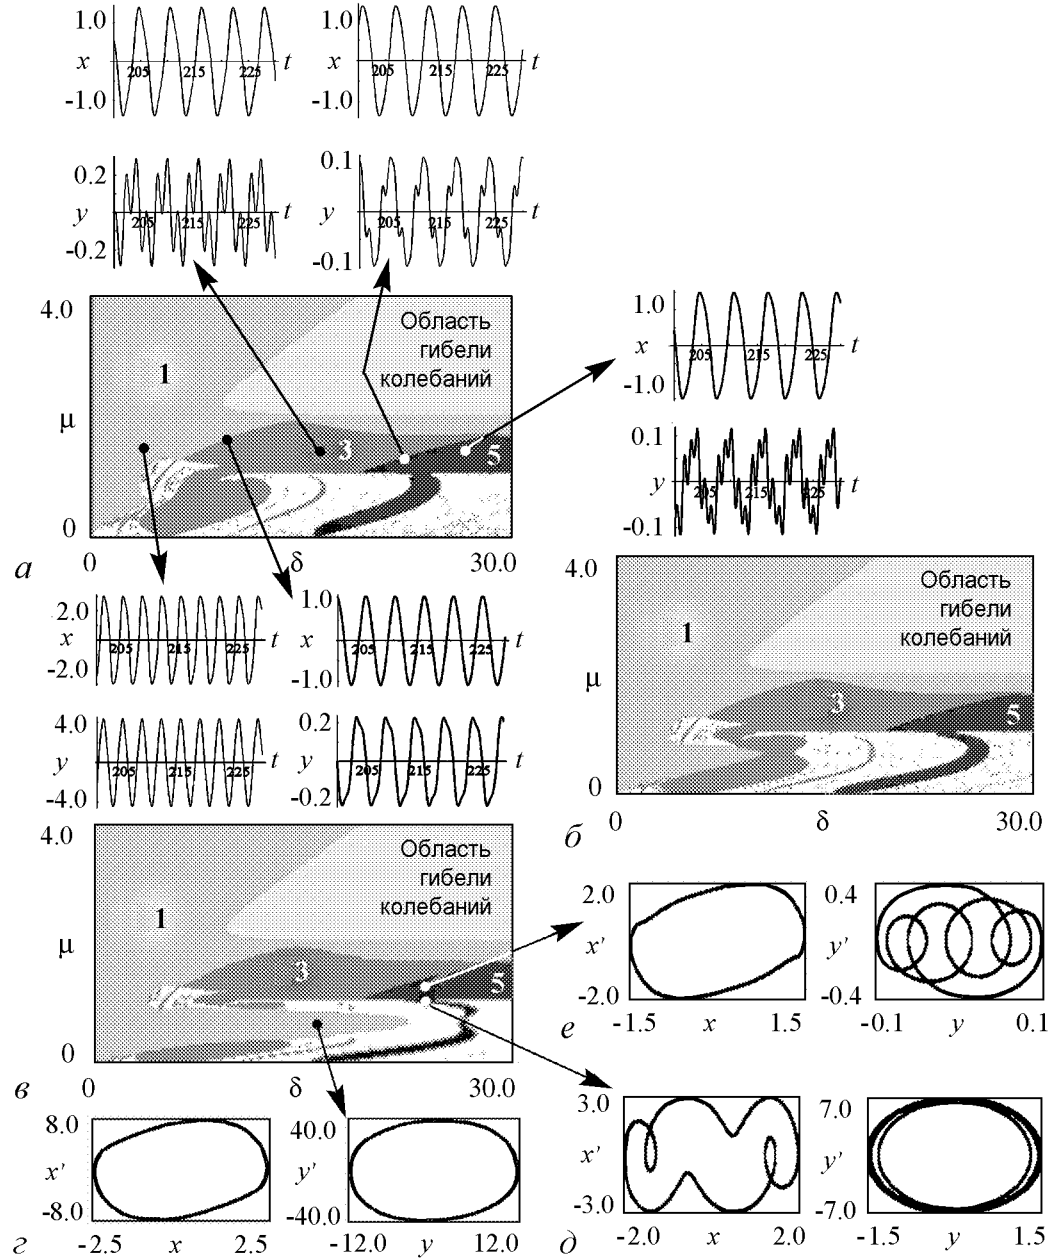 1.0
x
205
215
225
t
-1.0
1.0
x
205
215
225
t
-1.0
0.2
y
205
215
225
t
-0.2
0.1
y
205
215
225
t
-0.1
4.0
Область
гибели
колебаний
1
μ
3
5
0
0
δ
30.0
а
1.0
x
205
215
225
t
-1.0
0.1
y
205
215
225
t
-0.1
2.0
x
205
215
225
t
-2.0
1.0
x
205
215
225
t
-1.0
4.0
y
205
215
225
t
-4.0
0.2
y
205
215
225
t
-0.2
4.0
Область
гибели
колебаний
1
μ
3
5
0
0
δ
30.0
б
4.0
Область
гибели
колебаний
1
μ
3
5
0
0
δ
30.0
в
2.0
x'
-2.0
-1.5
x
1.5
0.4
y'
-0.4
-0.1
y
0.1
е
8.0
x'
-8.0
-2.5
x
2.5
40.0
y'
-40.0
-12.0
y
12.0
г
3.0
x'
-3.0
-2.0
x
2.0
7.0
y'
-7.0
-1.5
y
1.5
д